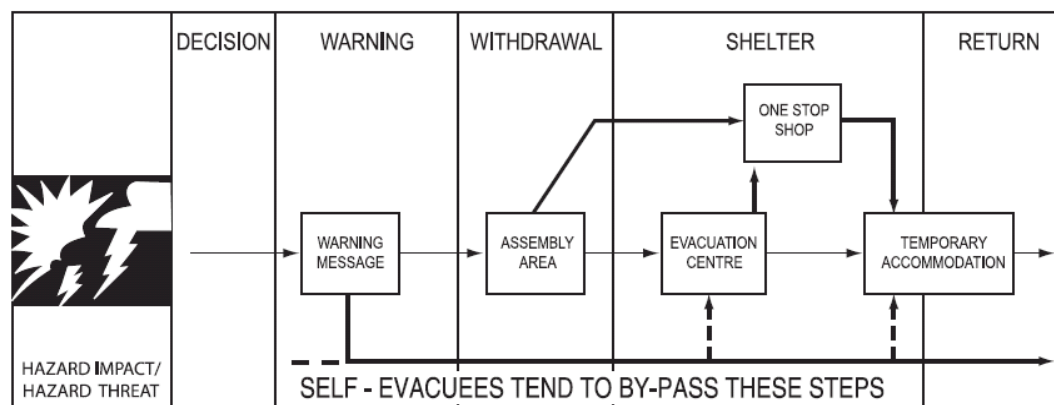 DECISION
WARNING
WITHDRAWAL
SHELTER
RETURN
ONE STOP
SHOP
WARNING
MESSAGE
ASSEMBLY
AREA
EVACUATION
CENTRE
TEMPORARY
ACCOMMODATION
HAZARD IMPACT/
HAZARD THREAT
SELF - EVACUEES TEND TO BY-PASS THESE STEPS